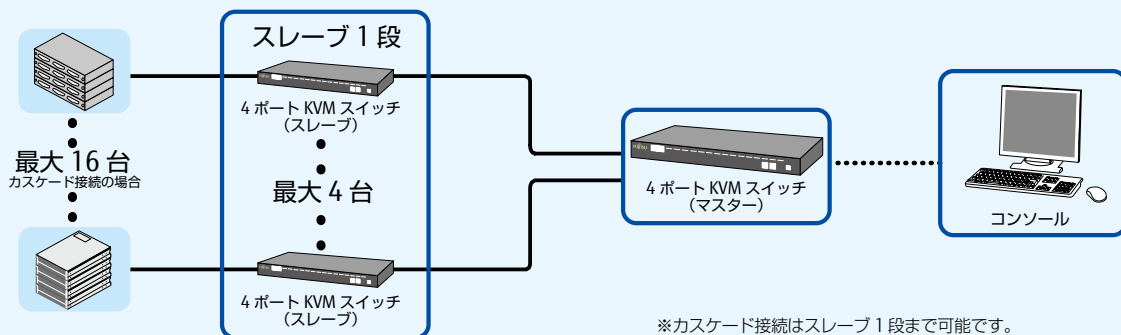 スレーブ 1 段
4 ポート KVM スイッチ
（スレーブ）
最大 16 台
カスケード接続の場合
最大 4 台
4 ポート KVM スイッチ
（スレーブ）
FUJITSU
4 ポート KVM スイッチ
（マスター）
コンソール
※カスケード接続はスレーブ 1 段まで可能です。